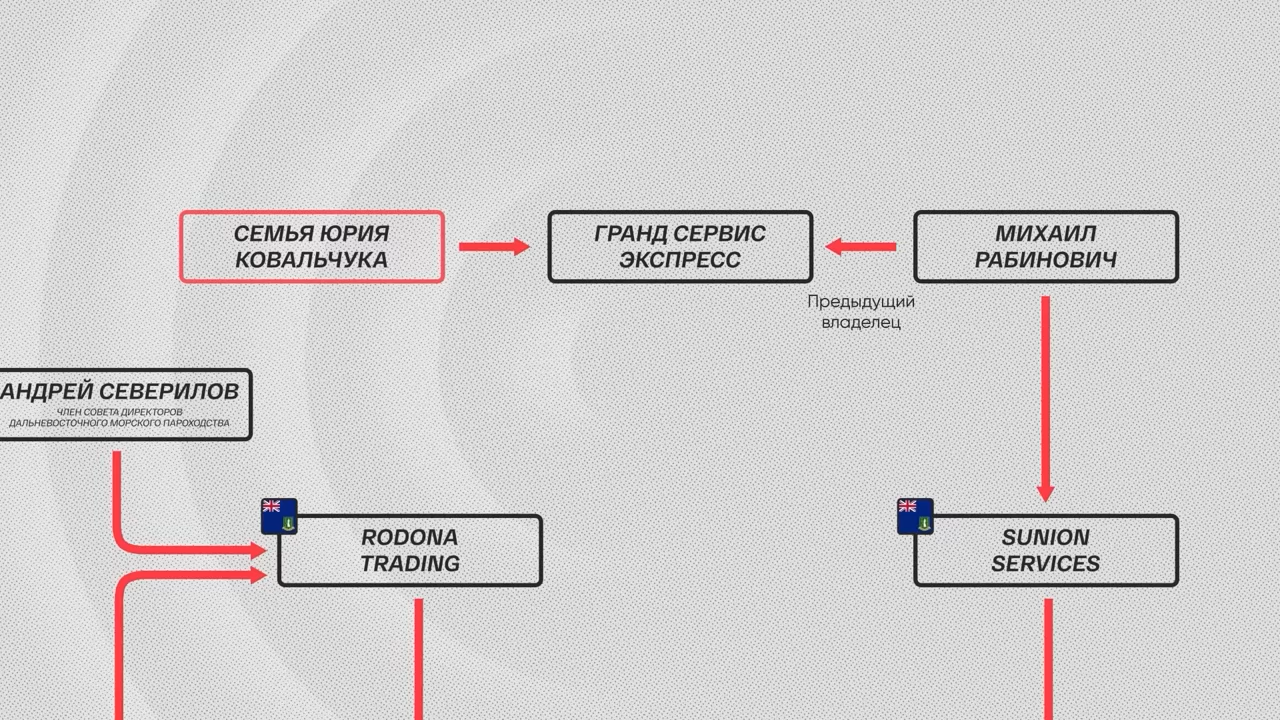 СЕМЬЯ ЮРИЯ
КОВАЛЬЧУКА
ГРАНД СЕРВИС
ЭКСПРЕСС
МИХАИЛ
РАБИНОВИЧ
Предыдущий
владелец
АНДРЕЙ СЕВЕРИЛОВ
ЧЛЕН СОВЕТА ДИРЕКТОРОВ
ДАЛЬНЕВОСТОЧНОГО МОРСКОГО ПАРОХОДСТВА
RODONA
TRADING
SUNION
SERVICES